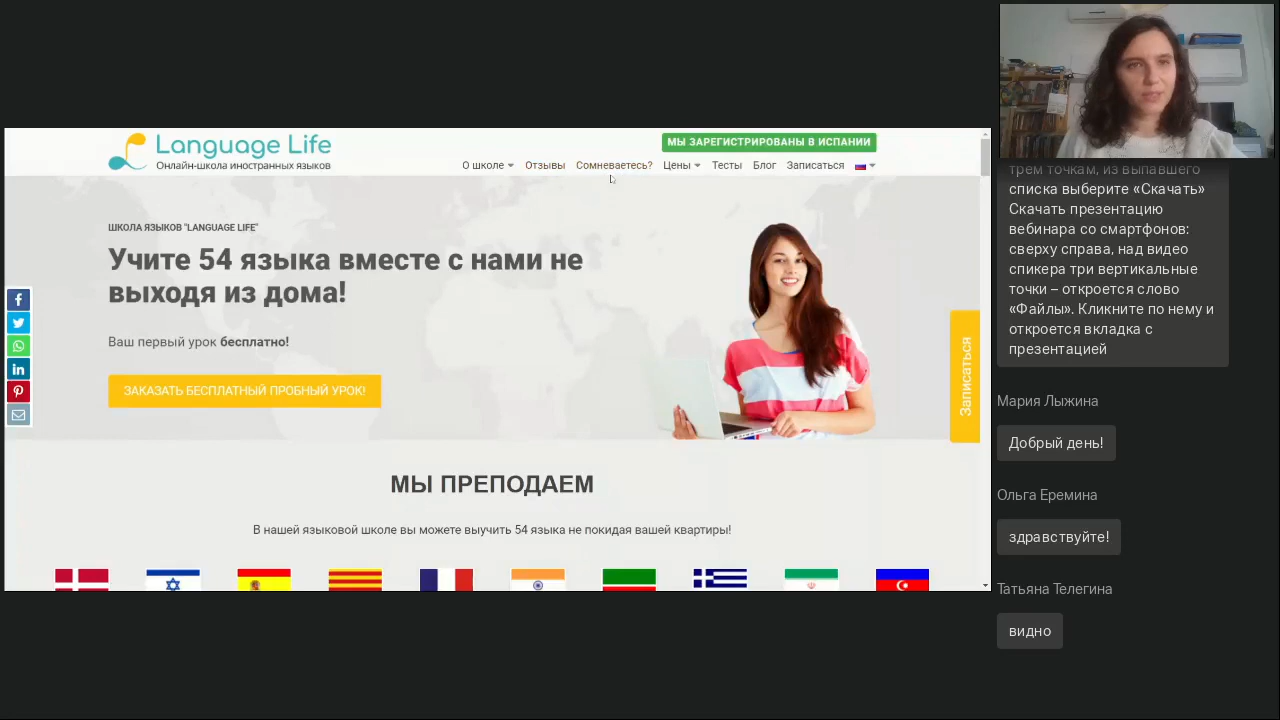 Language Life
Онлайн-школа иностранных языков
МЫ ЗАРЕГИСТРИРОВАНЫ В ИСПАНИИ
О школе Отзывы Сомневаетесь? Цены Тесты Блог Записаться
ШКОЛА ЯЗЫКОВ "LANGUAGE LIFE"
Учите 54 языка вместе с нами не
выходя из дома!
Ваш первый урок бесплатно!
ЗАКАЗАТЬ БЕСПЛАТНЫЙ ПРОБНЫЙ УРОК!
Записаться
МЫ ПРЕПОДАЕМ
В нашей языковой школе вы можете выучить 54 языка не покидая вашей квартиры!
трем точкам, из выпавшего
списка выберите «Скачать»
Скачать презентацию
вебинара со смартфонов:
сверху справа, над видео
спикера три вертикальные
точки – откроется слово
«Файлы». Кликните по нему и
откроется вкладка с
презентацией
Мария Лыжина
Добрый день!
Ольга Еремина
здравствуйте!
Татьяна Телегина
видно